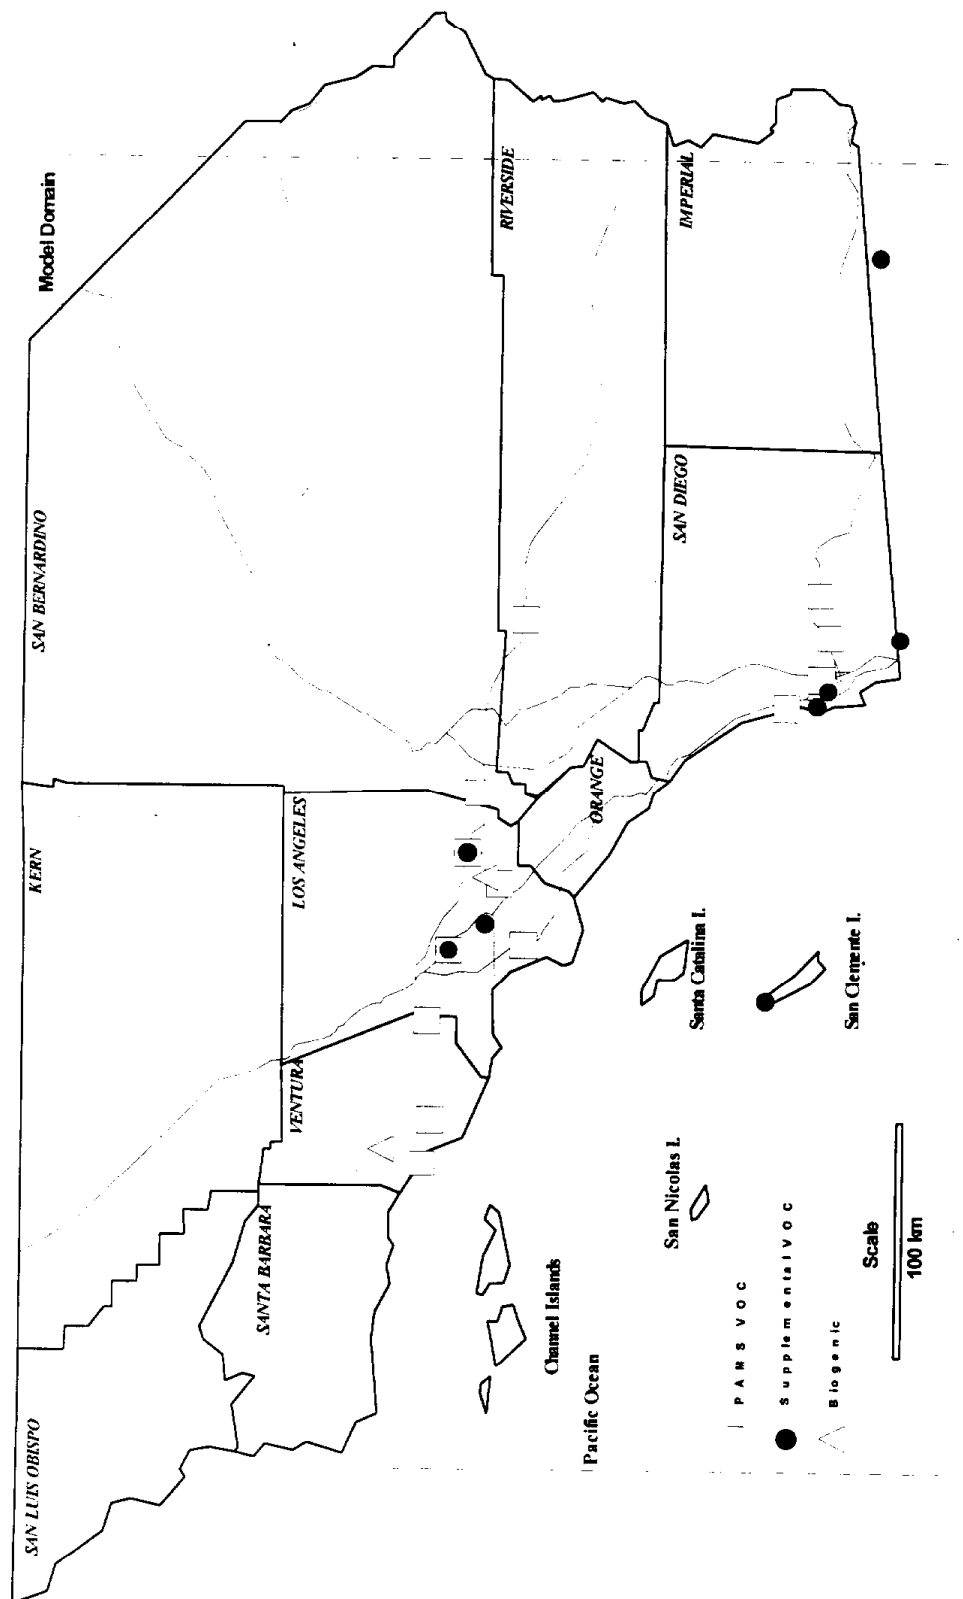 Model Domain
SAN LUIS OBISPO
KERN
SAN BERNARDINO
SANTA BARBARA
VENTURA
LOS ANGELES
RIVERSIDE
ORANGE
SAN DIEGO
IMPERIAL
Channel Islands
Pacific Ocean
San Nicolas I.
Santa Catalina I.
San Clemente I.
PAMS VOC
Supplemental VOC
Biogenic
Scale
100 km